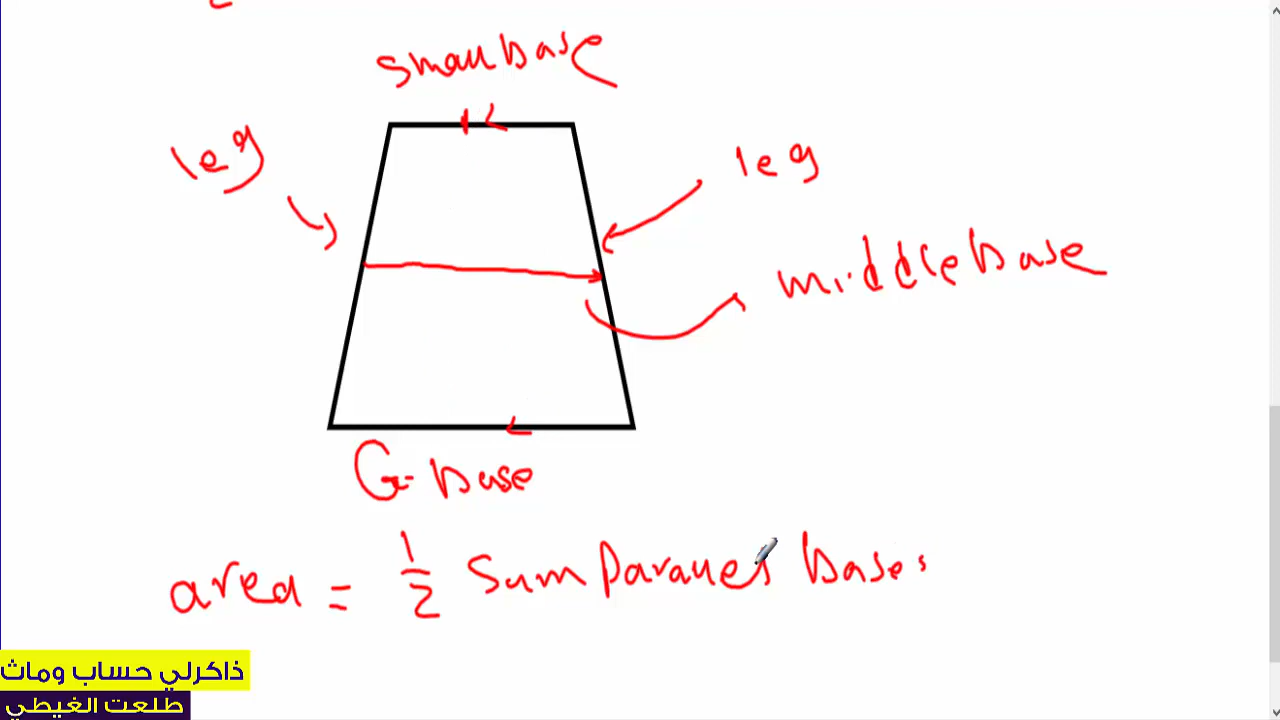 small base
leg
leg
middle base
G. base
area = 1/2 Sum Parallel bases
ذاكرلي حساب وماث
طلعت الغيطي